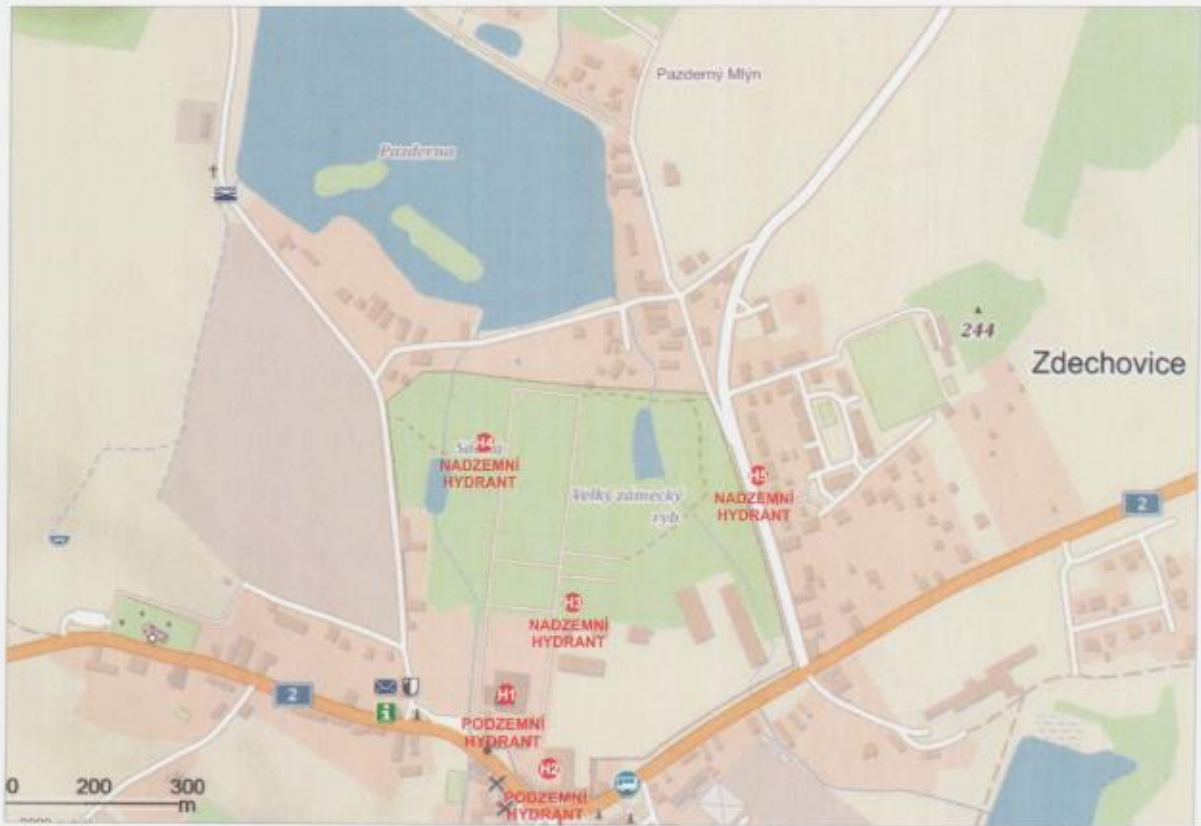 Pazderný Mlýn
Pazderna
244
Zdechovice
H4
NADZEMNÍ
HYDRANT
H5
NADZEMNÍ
HYDRANT
Velký zámecký
ryb
2
H3
NADZEMNÍ
HYDRANT
2
H1
PODZEMNÍ
HYDRANT
H2
PODZEMNÍ
HYDRANT
0 200 300
m